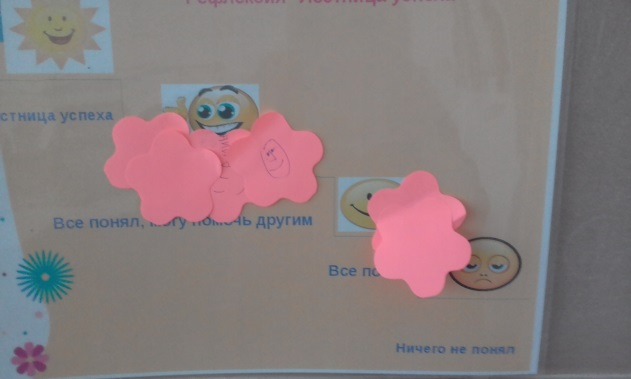 Рефлексия "Лестница успеха"
стница успеха
Все понял, могу помочь другим
Все по
Ничего не понял